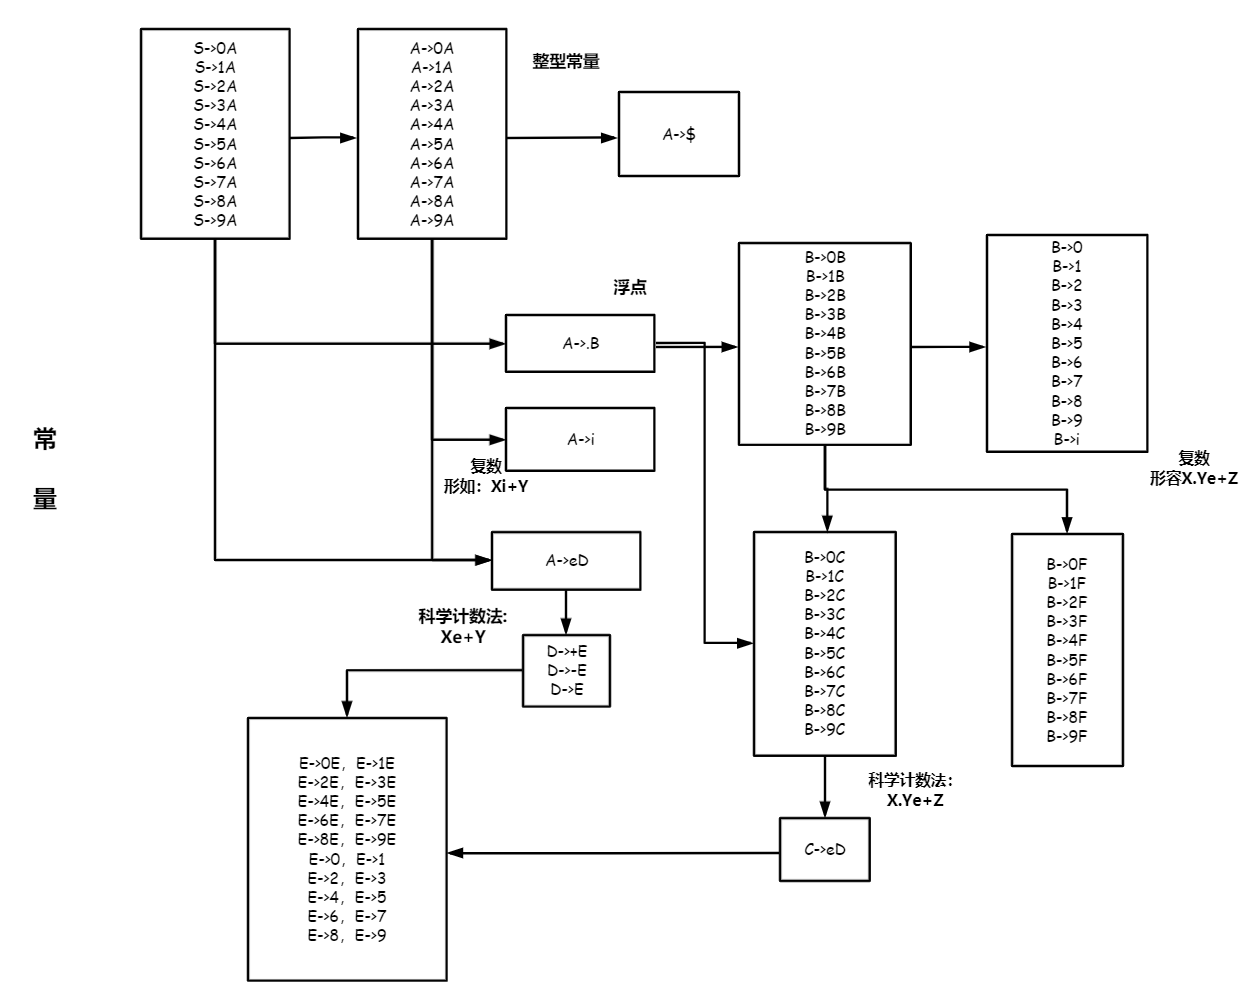 S->0A
S->1A
S->2A
S->3A
S->4A
S->5A
S->6A
S->7A
S->8A
S->9A
A->0A
A->1A
A->2A
A->3A
A->4A
A->5A
A->6A
A->7A
A->8A
A->9A
整型常量
A->$
浮点
A->.B
B->0B
B->1B
B->2B
B->3B
B->4B
B->5B
B->6B
B->7B
B->8B
B->9B
B->0
B->1
B->2
B->3
B->4
B->5
B->6
B->7
B->8
B->9
B->i
复数
形容X.Ye+Z
A->i
复数
形如：Xi+Y
常
量
A->eD
科学计数法:
Xe+Y
D->+E
D->-E
D->E
B->0C
B->1C
B->2C
B->3C
B->4C
B->5C
B->6C
B->7C
B->8C
B->9C
B->0F
B->1F
B->2F
B->3F
B->4F
B->5F
B->6F
B->7F
B->8F
B->9F
科学计数法：
X.Ye+Z
C->eD
E->0E，E->1E
E->2E，E->3E
E->4E，E->5E
E->6E，E->7E
E->8E，E->9E
E->0，E->1
E->2，E->3
E->4，E->5
E->6，E->7
E->8，E->9